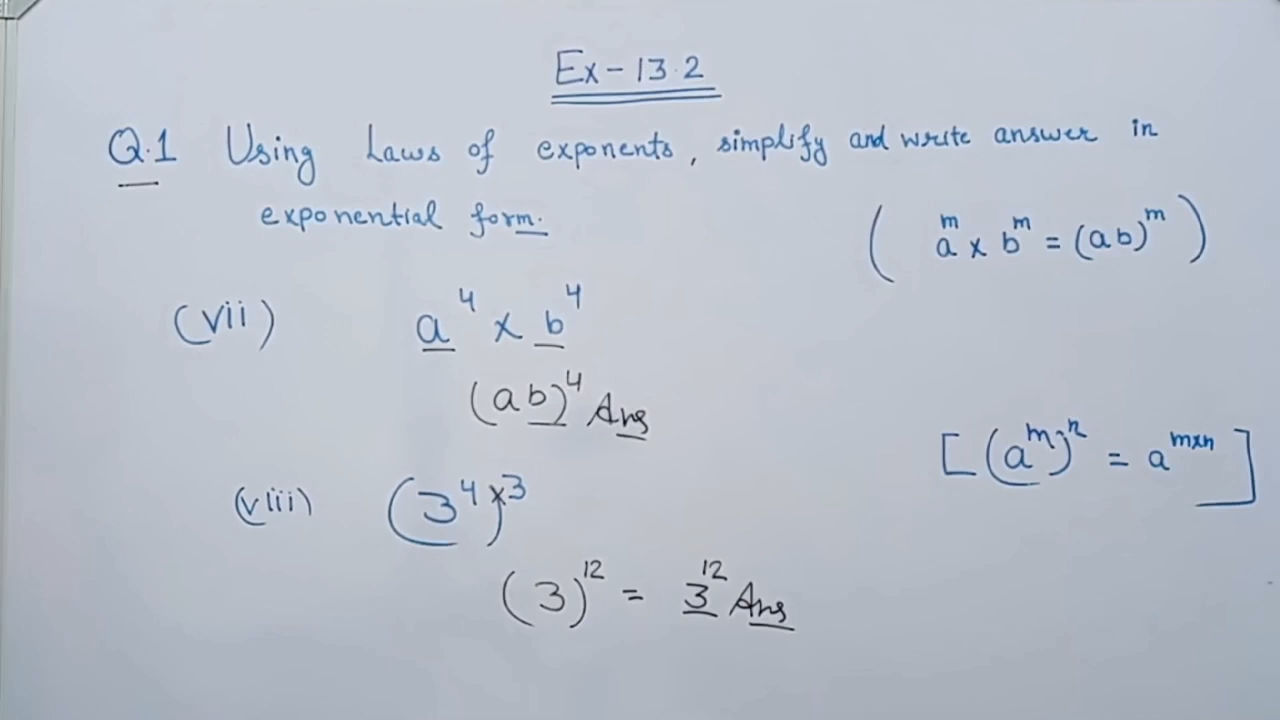 Ex-13.2
Q.1 Using Laws of exponents, simplify and write answer in
exponential form.
( a^m × b^m = (ab)^m )
(vii) a^4 × b^4
(ab)^4 Ans
[(a^m)^n = a^{m×n}]
(viii) (3^4)^{×3}
(3)^{12} = 3^{12} Ans